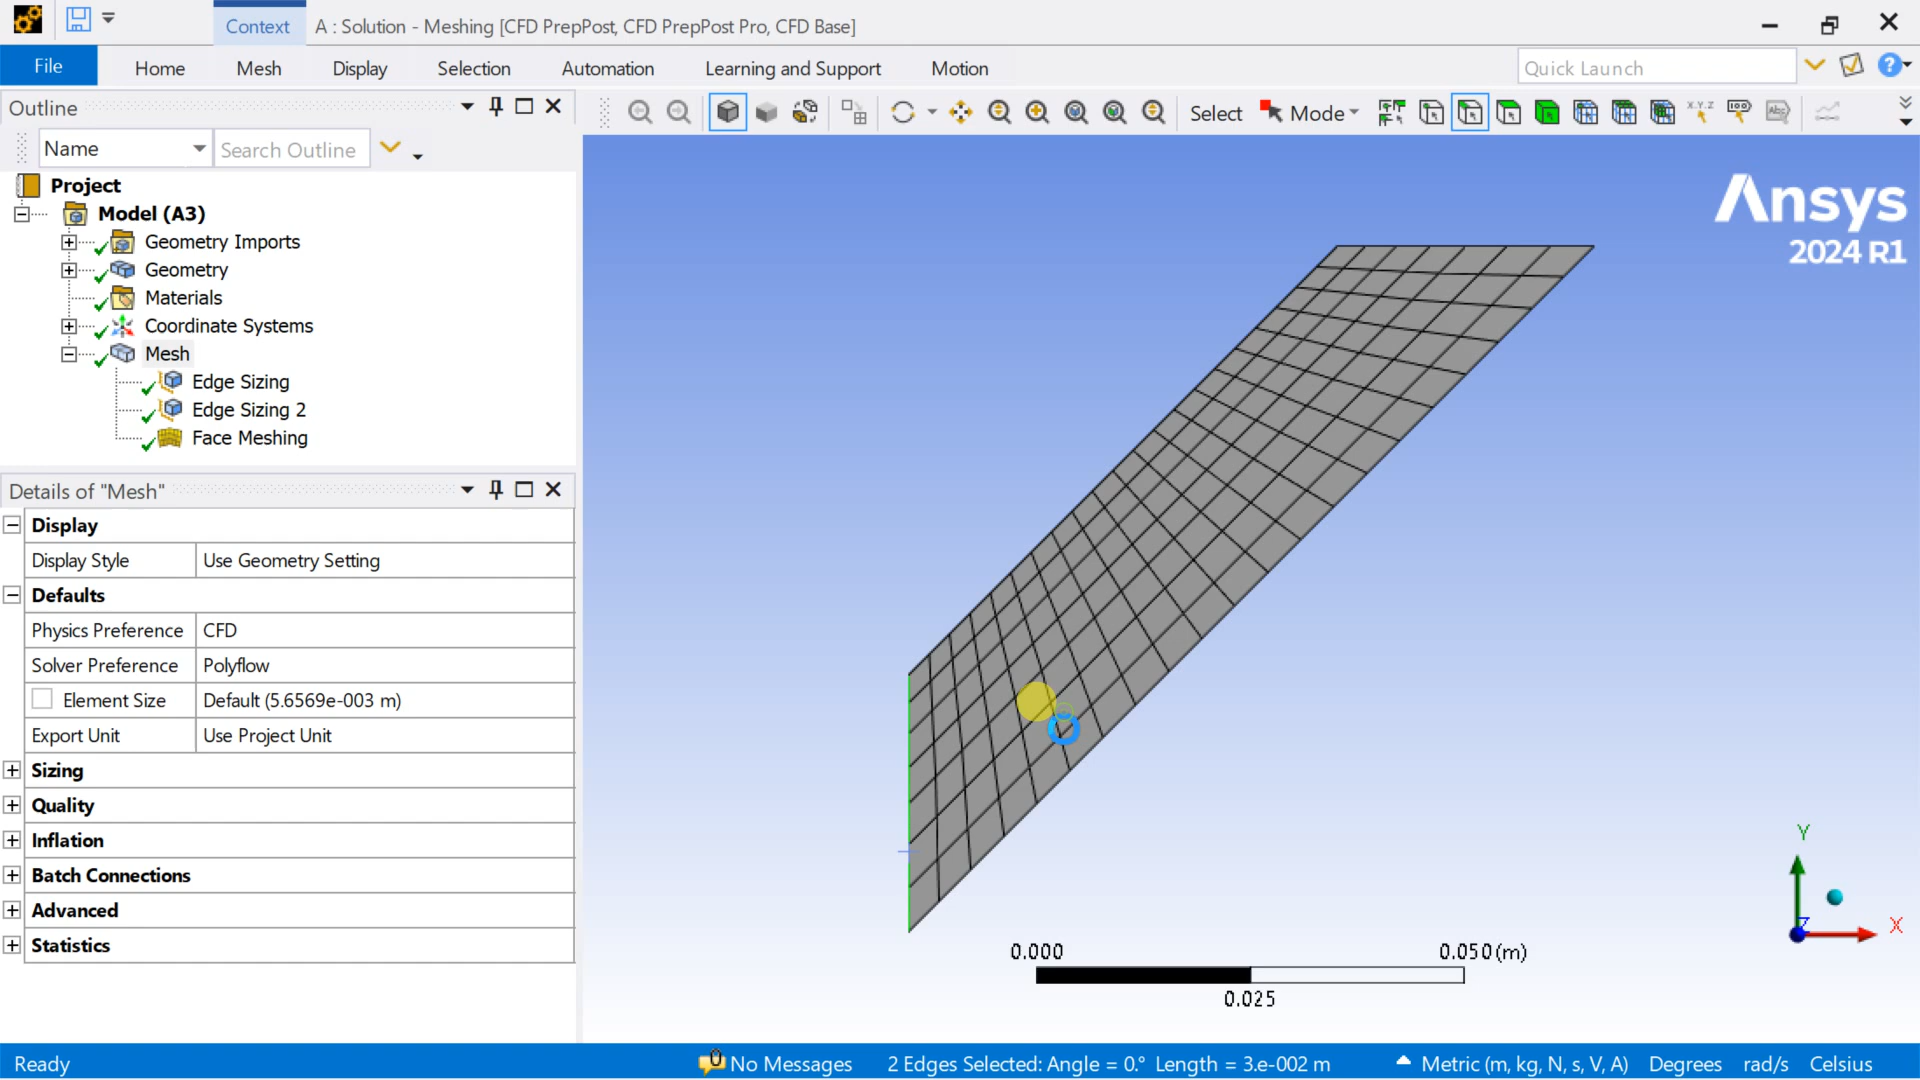 Context
A : Solution - Meshing [CFD PrepPost, CFD PrepPost Pro, CFD Base]
File
Home
Mesh
Display
Selection
Automation
Learning and Support
Motion
Quick Launch
Outline
Name
Search Outline
Select
Mode
Project
Model (A3)
Geometry Imports
Geometry
Materials
Coordinate Systems
Mesh
Edge Sizing
Edge Sizing 2
Face Meshing
Details of "Mesh"
Display
Display Style Use Geometry Setting
Defaults
Physics Preference CFD
Solver Preference Polyflow
Element Size Default (5.6569e-003 m)
Export Unit Use Project Unit
Sizing
Quality
Inflation
Batch Connections
Advanced
Statistics
Ansys
2024 R1
0.000
0.050 (m)
0.025
Y
Z
X
Ready
No Messages
2 Edges Selected: Angle = 0.° Length = 3.e-002 m
Metric (m, kg, N, s, V, A)
Degrees
rad/s
Celsius